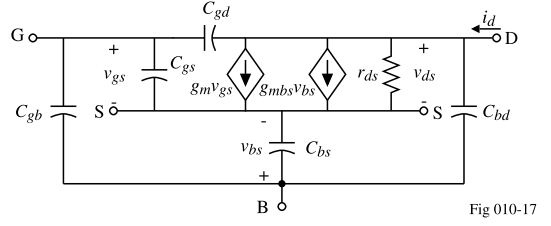 C_gd
i_d
G
D
+
+
v_gs
C_gs
g_m v_gs
g_mbs v_bs
r_ds
v_ds
C_gb
S
-
-
S
C_bd
-
v_bs
C_bs
+
B
Fig 010-17